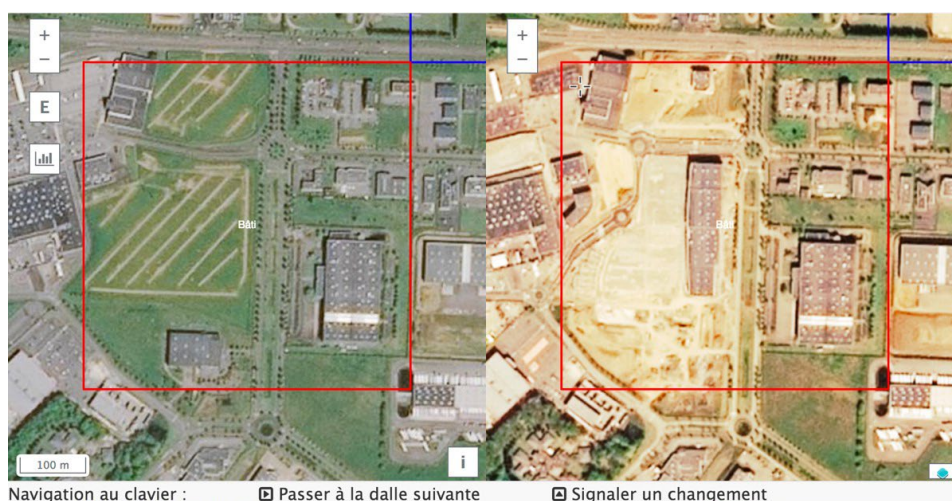 +
−
E
Bâti
100 m
i
+
−
Bâti
Navigation au clavier : Passer à la dalle suivante Signaler un changement